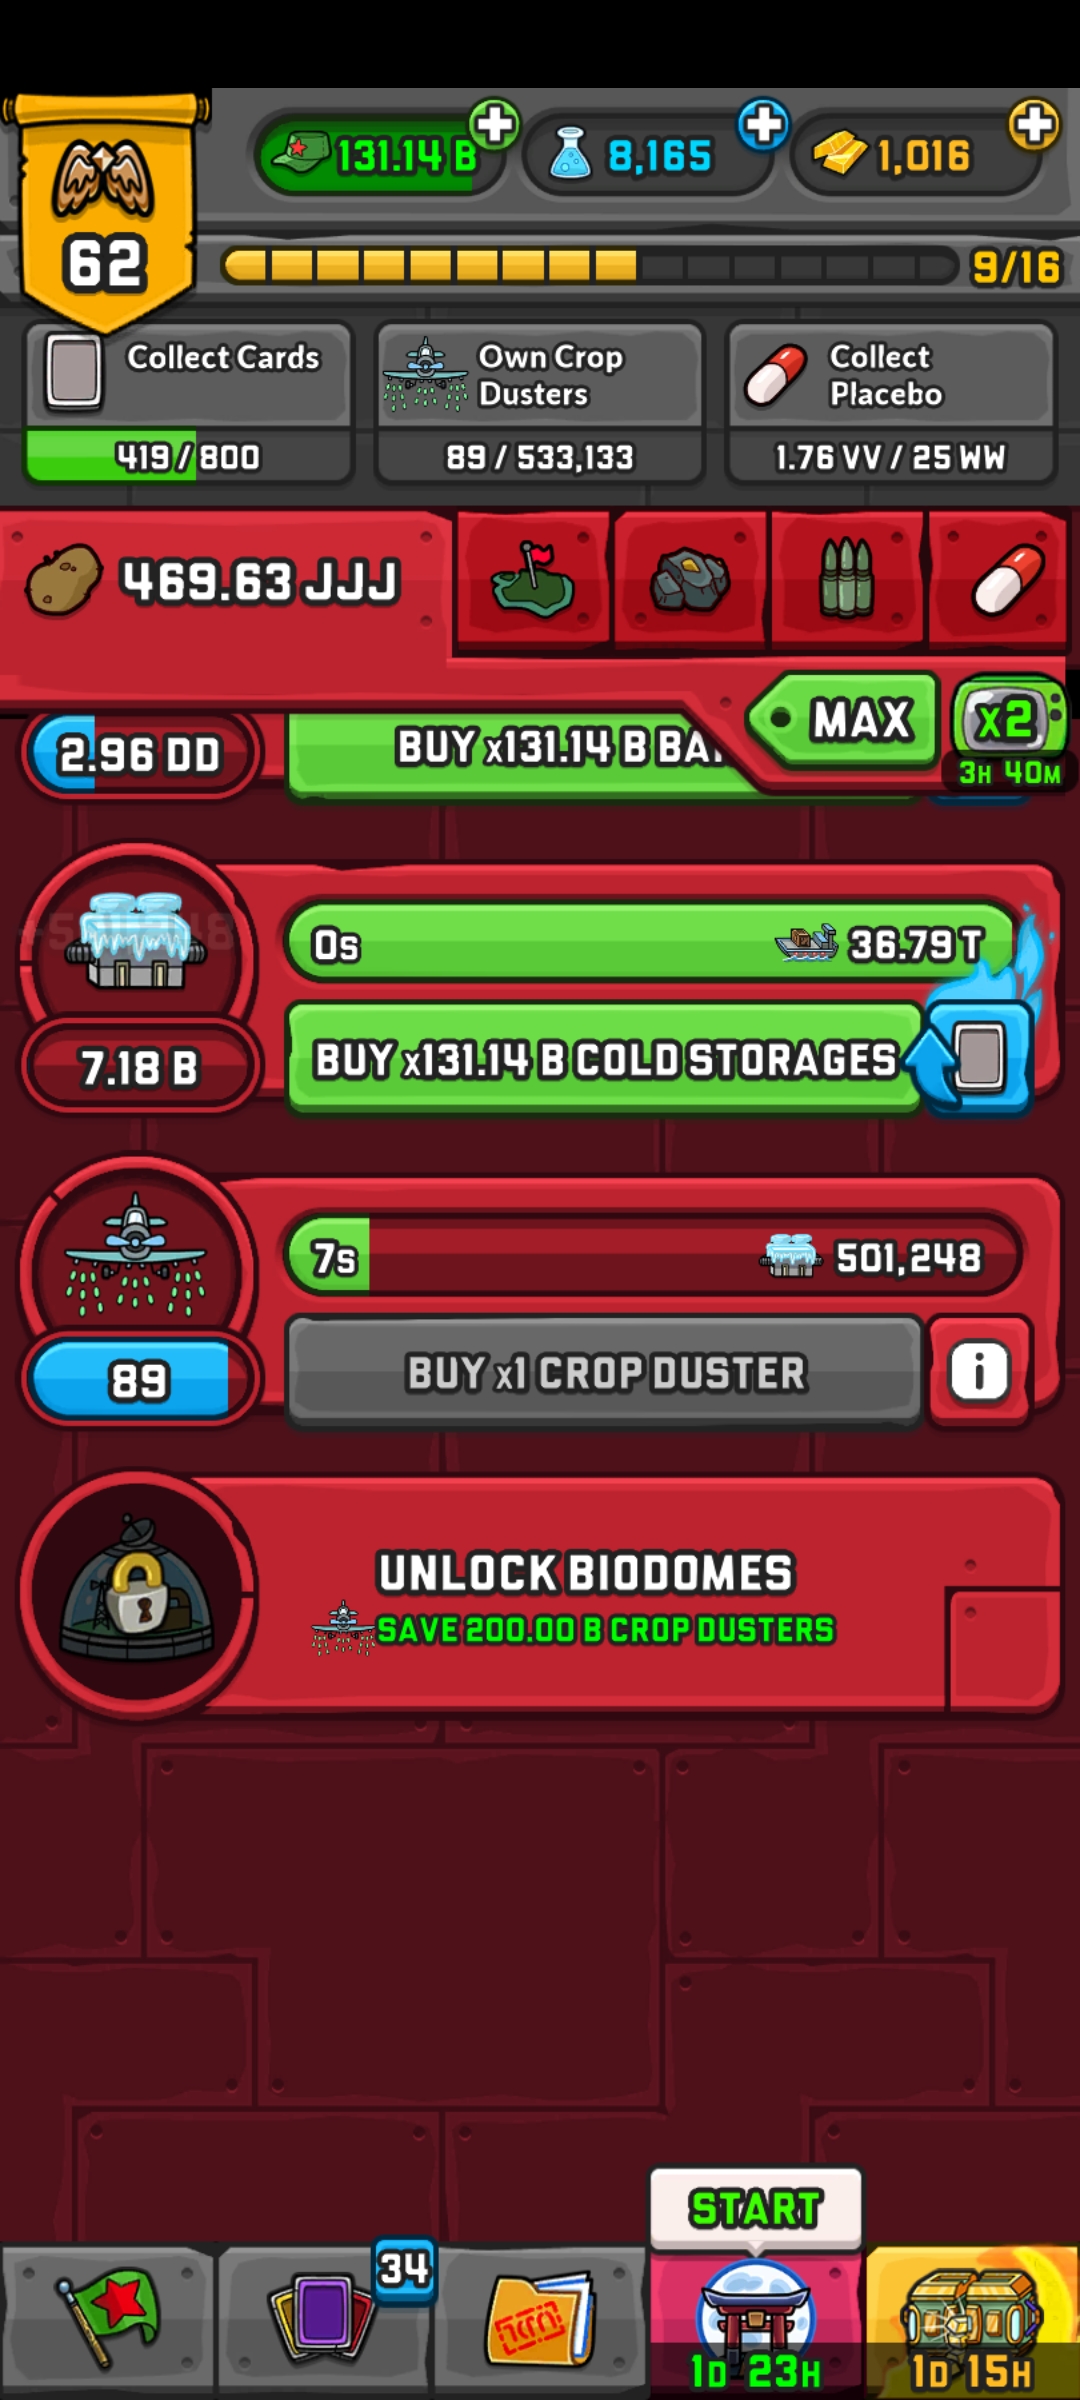 62
131.14 B
8,165
1,016
9/16
Collect Cards
419 / 800
Own Crop
Dusters
89 / 533,133
Collect
Placebo
1.76 VV / 25 WW
469.63 JJJ
MAX
x2
3H 40M
2.96 DD
BUY x131.14 B BA
0s
36.79 T
7.18 B
BUY x131.14 B COLD STORAGES
7s
501,248
89
BUY x1 CROP DUSTER
i
UNLOCK BIODOMES
SAVE 200.00 B CROP DUSTERS
START
34
1D 23H
1D 15H